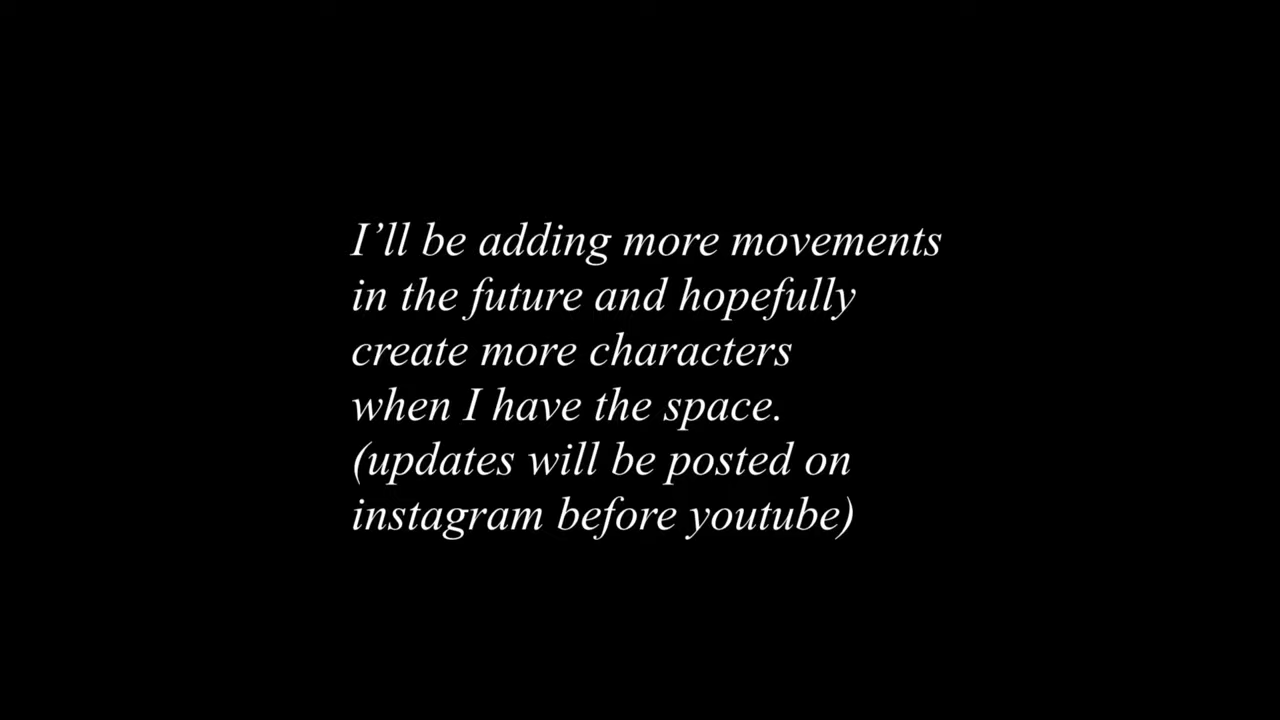 I’ll be adding more movements
in the future and hopefully
create more characters
when I have the space.
(updates will be posted on
instagram before youtube)